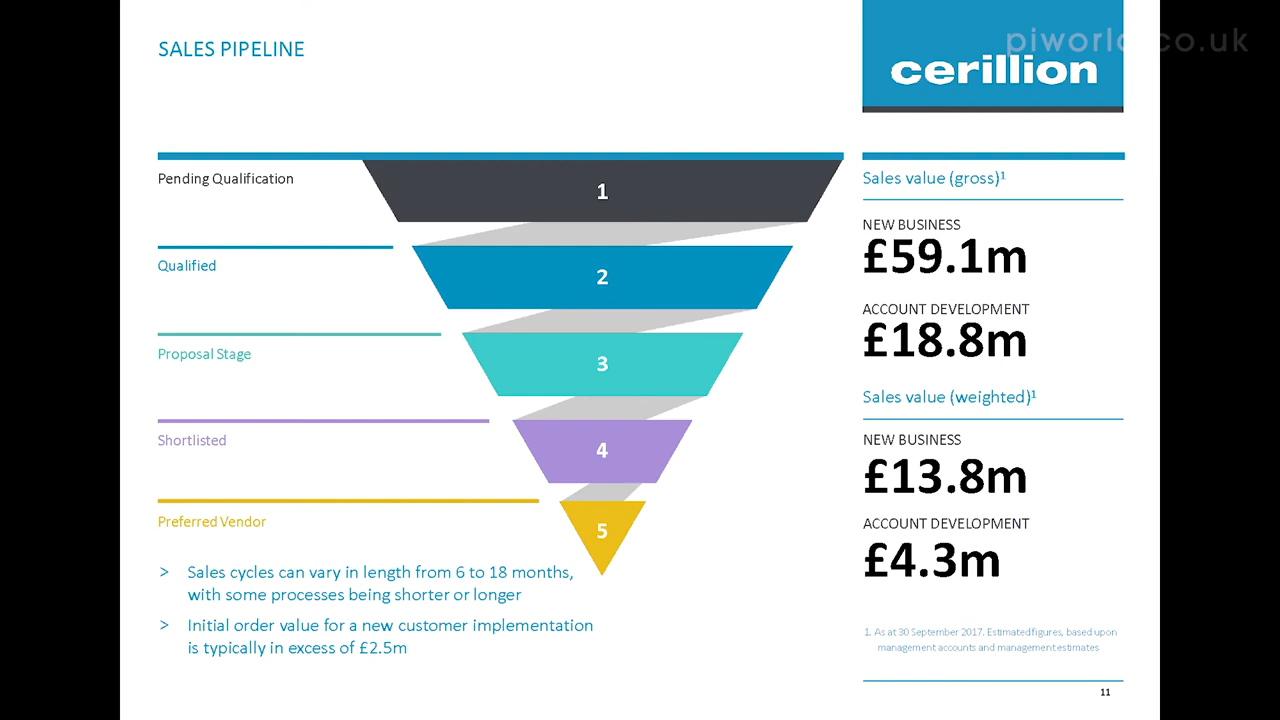 SALES PIPELINE
piworld.co.uk
cerillion
Pending Qualification
1
Qualified
2
Proposal Stage
3
Shortlisted
4
Preferred Vendor
5
> Sales cycles can vary in length from 6 to 18 months,
with some processes being shorter or longer
> Initial order value for a new customer implementation
is typically in excess of £2.5m
Sales value (gross)¹
NEW BUSINESS
£59.1m
ACCOUNT DEVELOPMENT
£18.8m
Sales value (weighted)¹
NEW BUSINESS
£13.8m
ACCOUNT DEVELOPMENT
£4.3m
1. As at 30 September 2017. Estimated figures, based upon
management accounts and management estimates
11